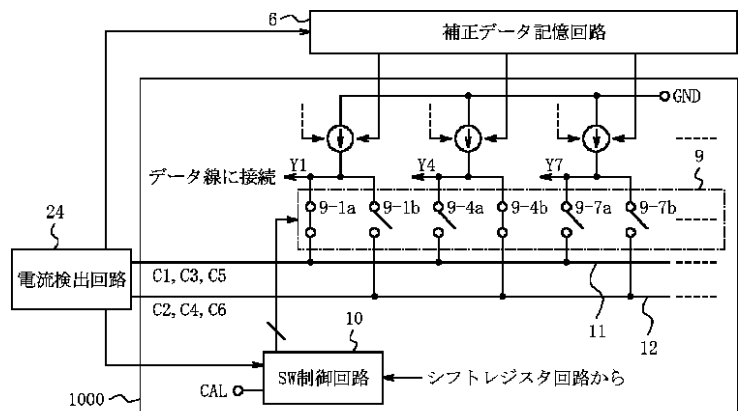 6
補正データ記憶回路
GND
データ線に接続
Y1
Y4
Y7
9
9-1a
9-1b
9-4a
9-4b
9-7a
9-7b
24
電流検出回路
C1, C3, C5
C2, C4, C6
11
12
10
SW制御回路
CAL
シフトレジスタ回路から
1000